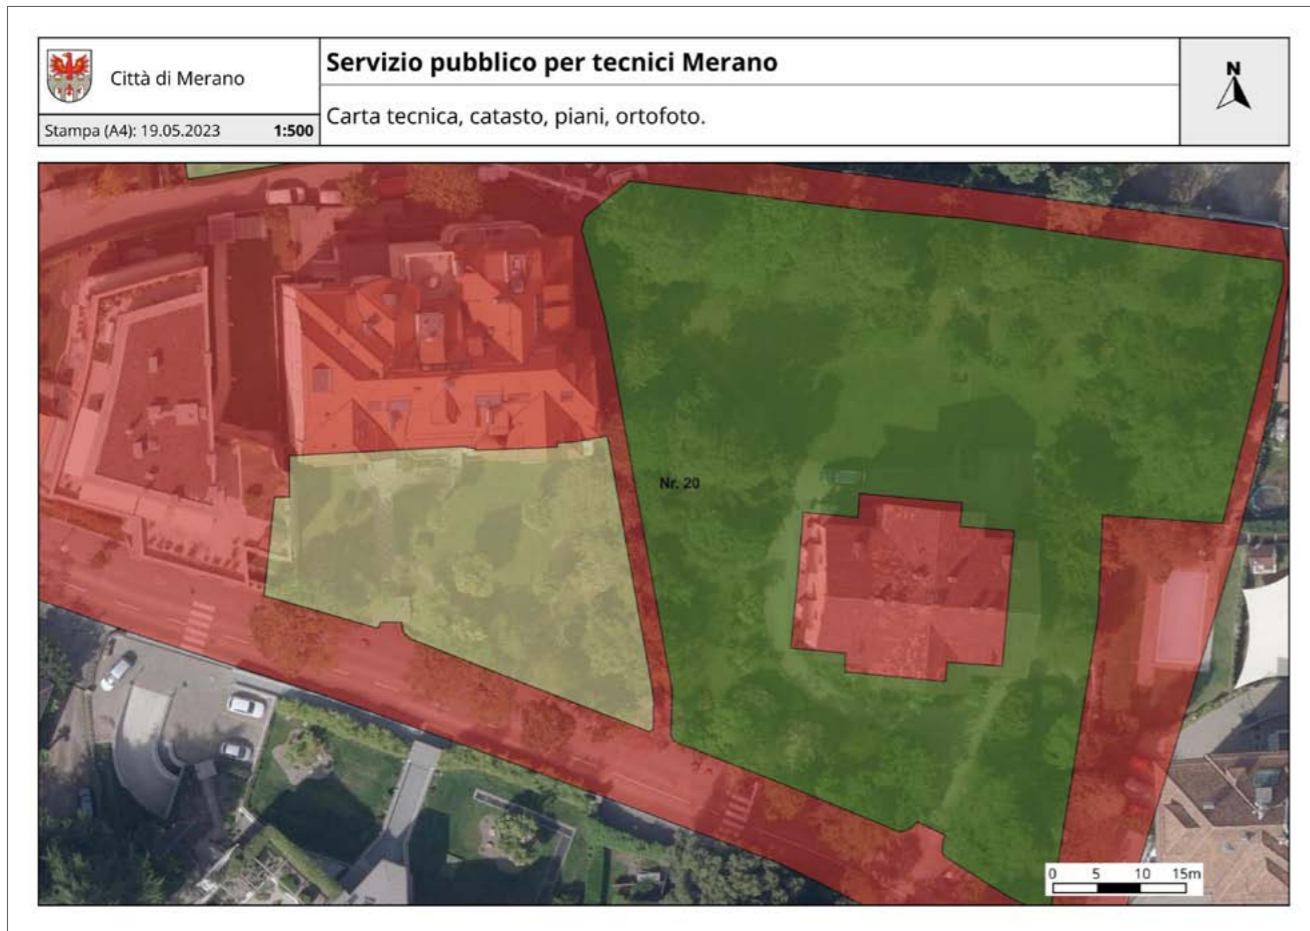 Città di Merano
Servizio pubblico per tecnici Merano
N
Stampa (A4): 19.05.2023 1:500
Carta tecnica, catasto, piani, ortofoto.
Nr. 20
0 5 10 15m